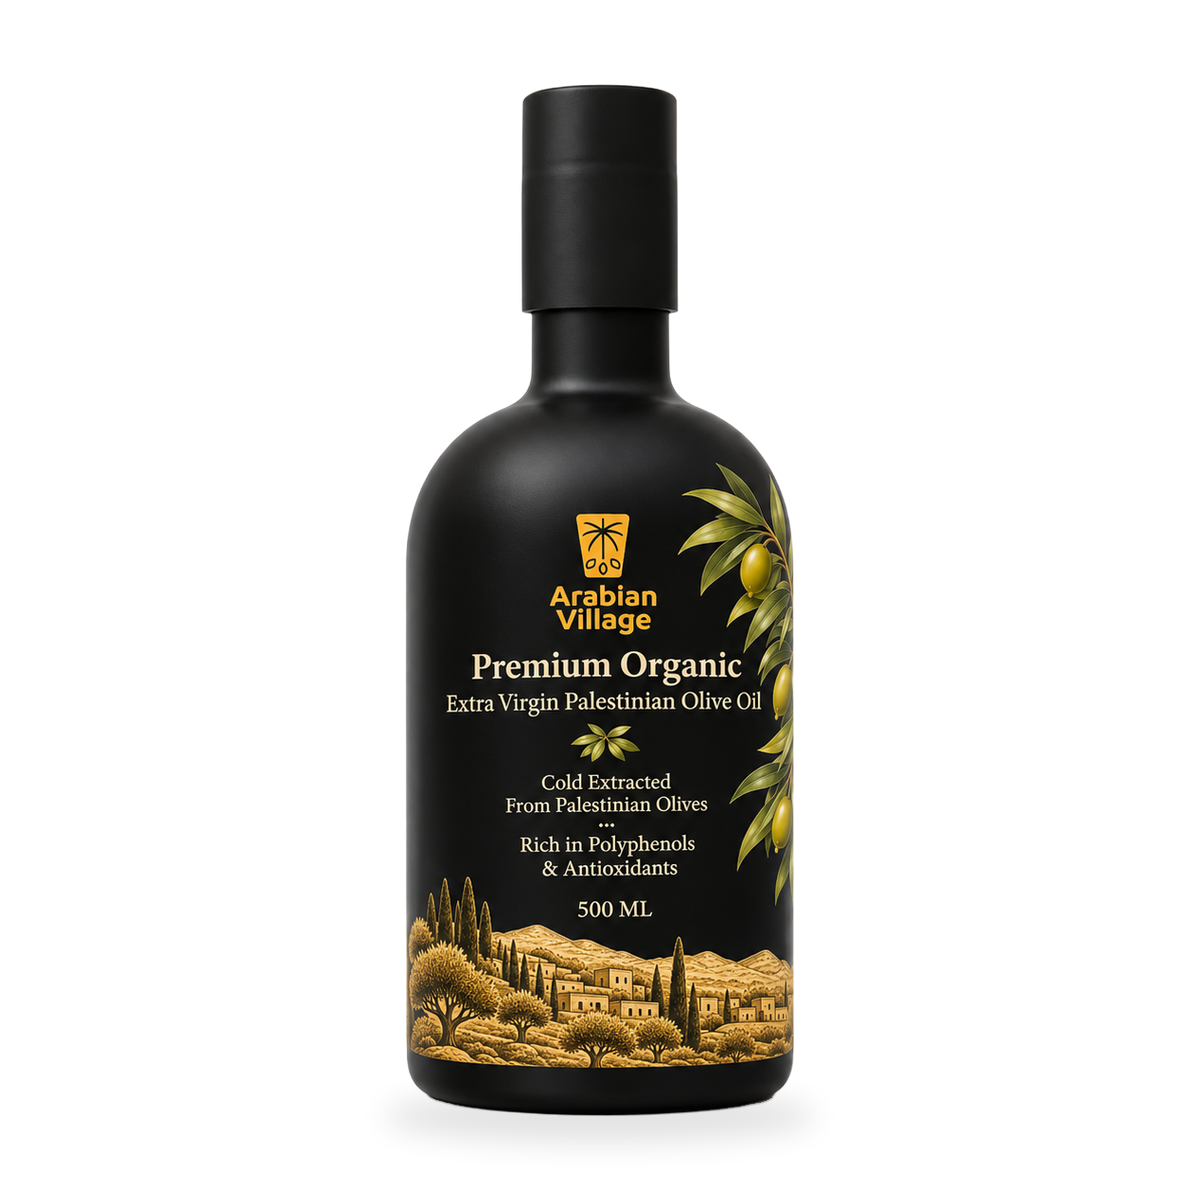 Arabian
Village
Premium Organic
Extra Virgin Palestinian Olive Oil
Cold Extracted
From Palestinian Olives
...
Rich in Polyphenols
& Antioxidants
500 ML